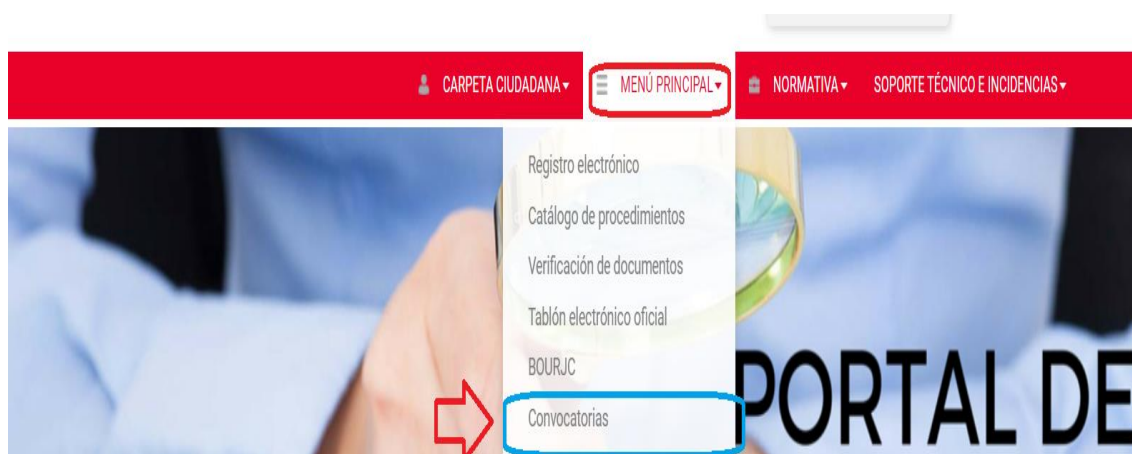 CARPETA CIUDADANA MENÚ PRINCIPAL NORMATIVA SOPORTE TÉCNICO E INCIDENCIAS
Registro electrónico
Catálogo de procedimientos
Verificación de documentos
Tablón electrónico oficial
BOURJC
Convocatorias
PORTAL DE